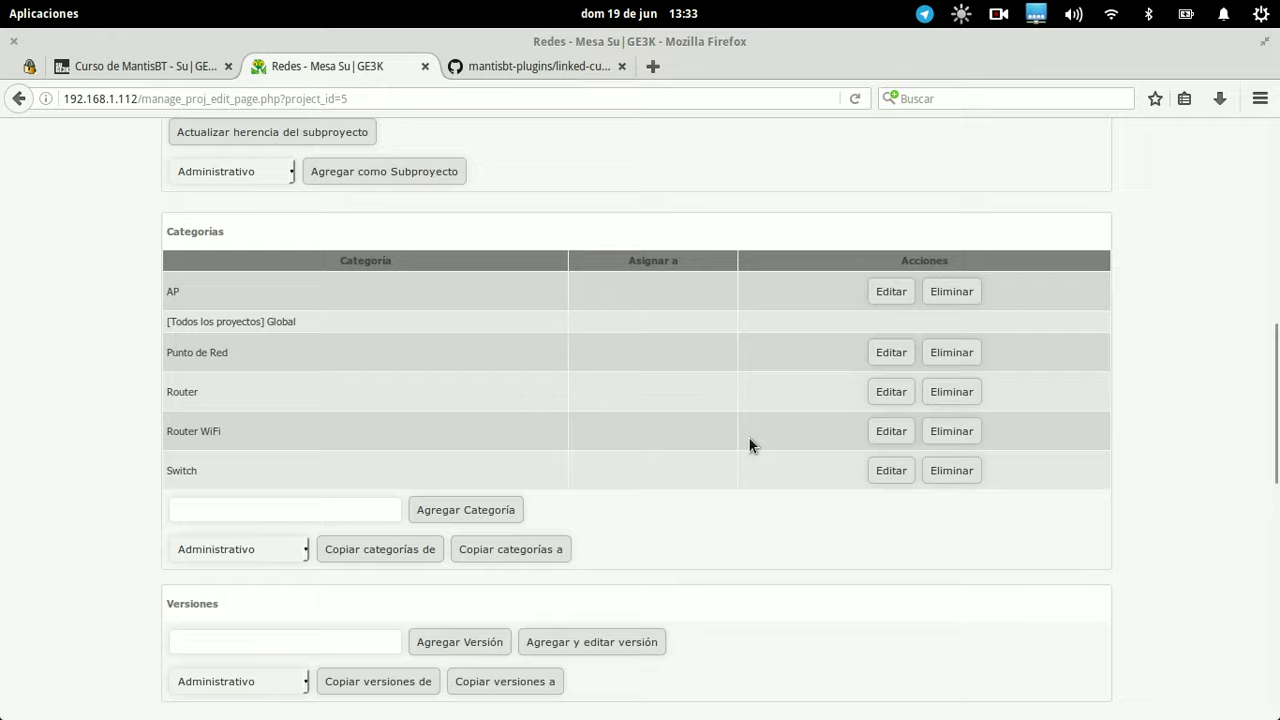 Aplicaciones dom 19 de jun 13:33
Redes - Mesa Su|GE3K - Mozilla Firefox
Curso de MantisBT - Su|GE... Redes - Mesa Su|GE3K mantisbt-plugins/linked-cu...
192.168.1.112/manage_proj_edit_page.php?project_id=5 Buscar
Actualizar herencia del subproyecto
Administrativo Agregar como Subproyecto
Categorías
Categoría Asignar a Acciones
AP Editar Eliminar
[Todos los proyectos] Global
Punto de Red Editar Eliminar
Router Editar Eliminar
Router WiFi Editar Eliminar
Switch Editar Eliminar
Agregar Categoría
Administrativo Copiar categorías de Copiar categorías a
Versiones
Agregar Versión Agregar y editar versión
Administrativo Copiar versiones de Copiar versiones a